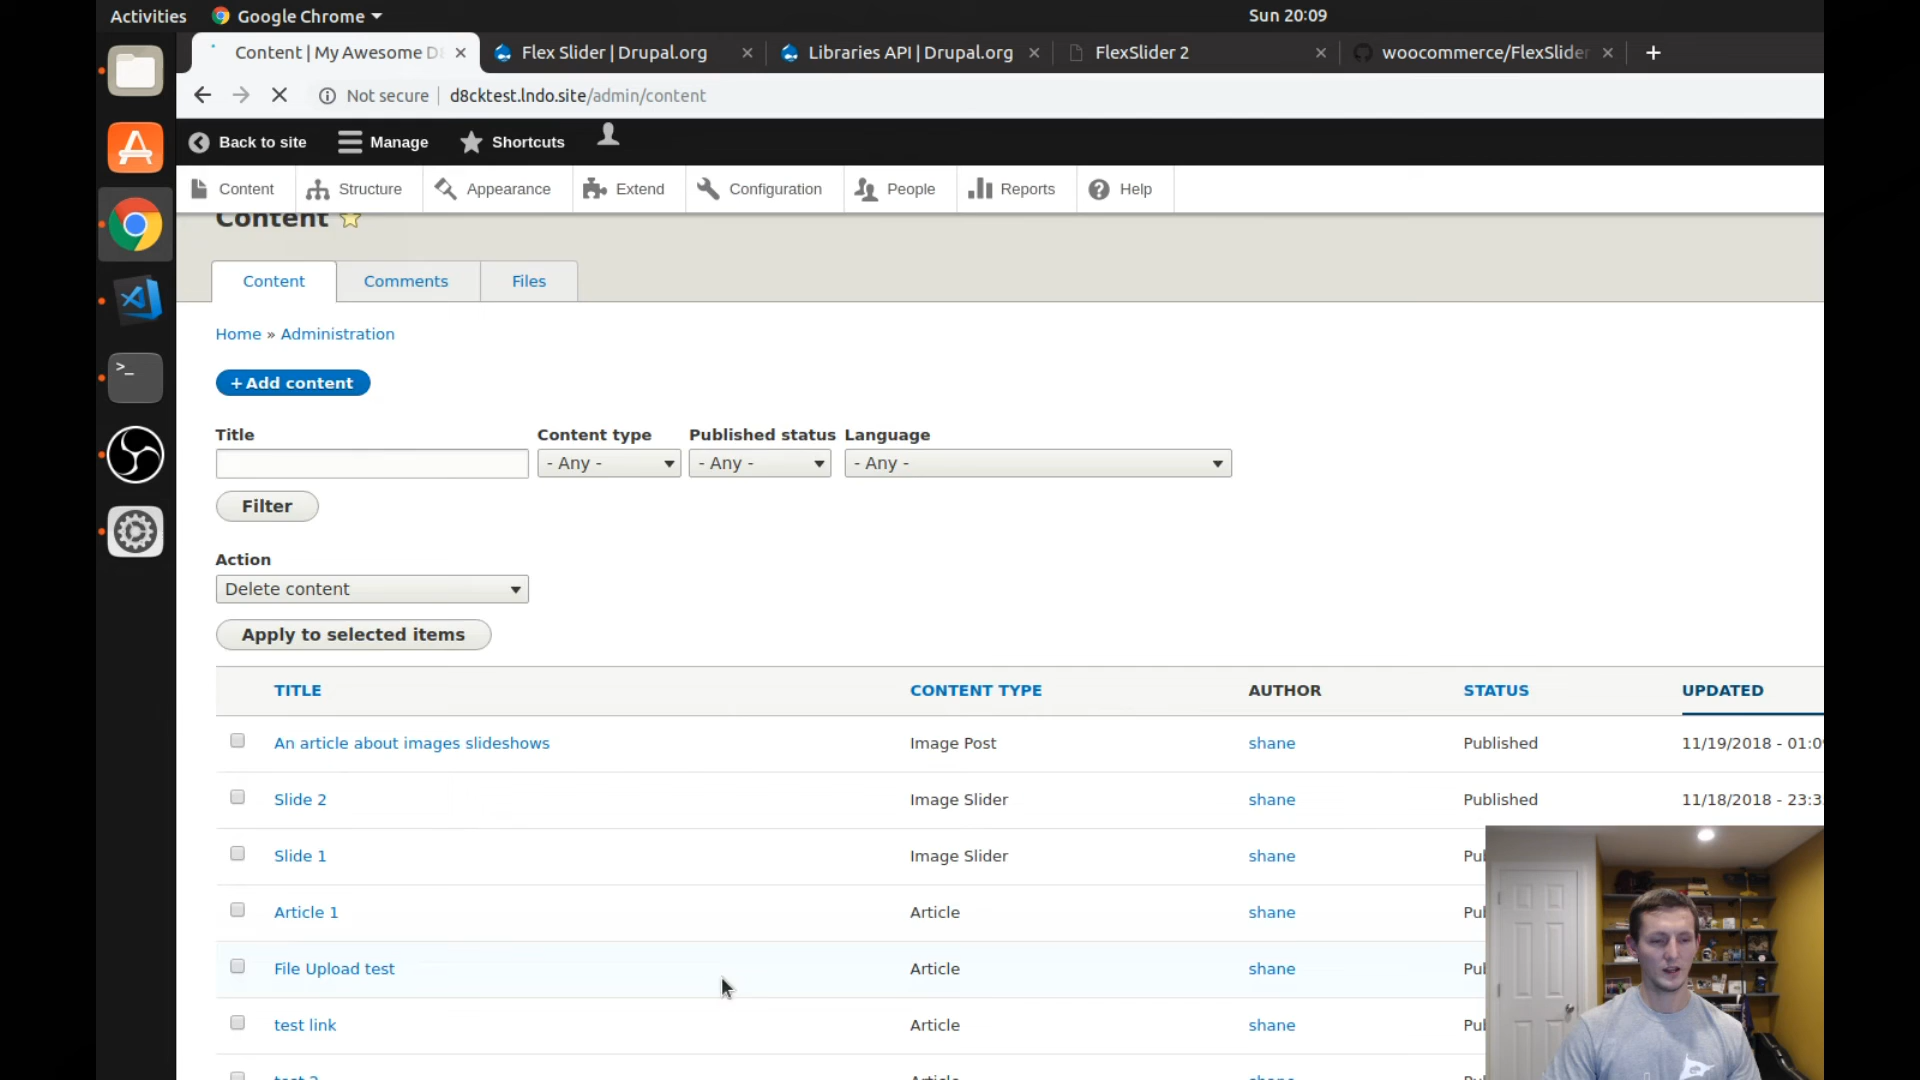 Activities Google Chrome Sun 20:09
Content | My Awesome D8 Flex Slider | Drupal.org Libraries API | Drupal.org FlexSlider 2 woocommerce/FlexSlider
Not secure d8cktest.lndo.site/admin/content
Back to site Manage Shortcuts
Content Structure Appearance Extend Configuration People Reports Help
Content
Content Comments Files
Home » Administration
+ Add content
Title Content type Published status Language
- Any - - Any - - Any -
Filter
Action
Delete content
Apply to selected items
TITLE CONTENT TYPE AUTHOR STATUS UPDATED
An article about images slideshows Image Post shane Published 11/19/2018 - 01:0
Slide 2 Image Slider shane Published 11/18/2018 - 23:3
Slide 1 Image Slider shane Pu
Article 1 Article shane Pu
File Upload test Article shane Pu
test link Article shane Pu